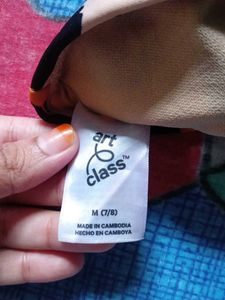 art
class™
M (7/8)
MADE IN CAMBODIA
HECHO EN CAMBOYA